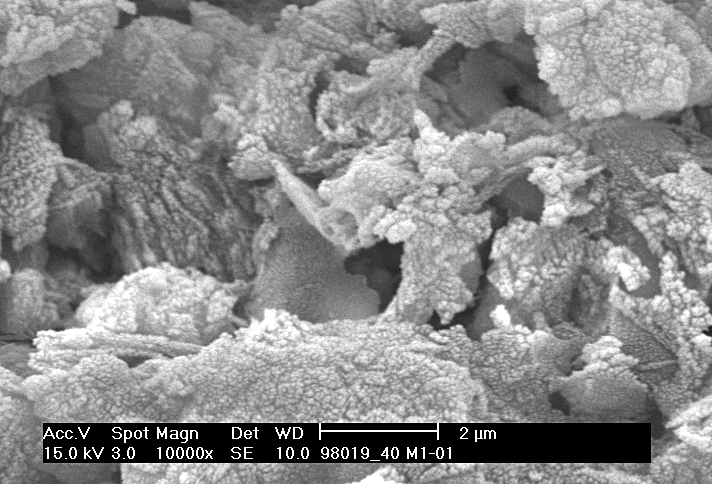 Acc.V Spot Magn Det WD 2 µm
15.0 kV 3.0 10000x SE 10.0 98019_40 M1-01